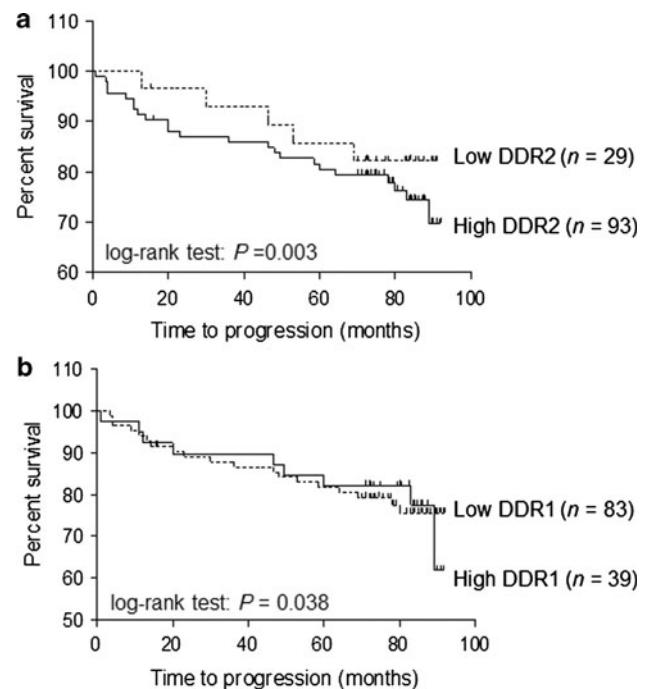 a
110
100
90
80
70
60
Percent survival
Low DDR2 (n = 29)
High DDR2 (n = 93)
log-rank test: P =0.003
0 20 40 60 80 100
Time to progression (months)
b
110
100
90
80
70
60
50
Percent survival
Low DDR1 (n = 83)
High DDR1 (n = 39)
log-rank test: P = 0.038
0 20 40 60 80 100
Time to progression (months)